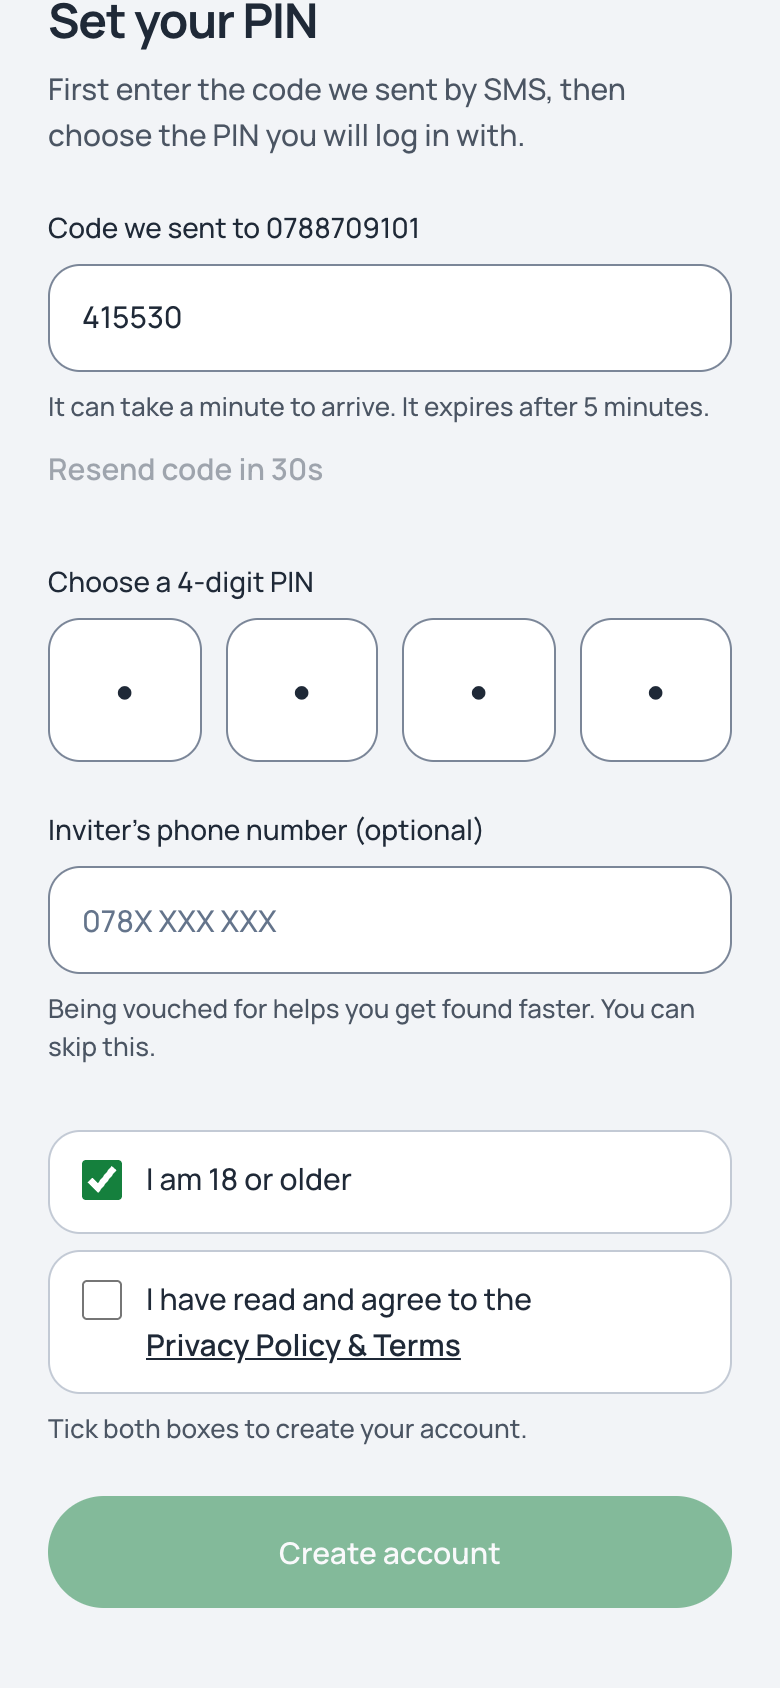 Set your PIN
First enter the code we sent by SMS, then
choose the PIN you will log in with.
Code we sent to 0788709101
415530
It can take a minute to arrive. It expires after 5 minutes.
Resend code in 30s
Choose a 4-digit PIN
• • • •
Inviter’s phone number (optional)
078X XXX XXX
Being vouched for helps you get found faster. You can
skip this.
I am 18 or older
I have read and agree to the
Privacy Policy & Terms
Tick both boxes to create your account.
Create account